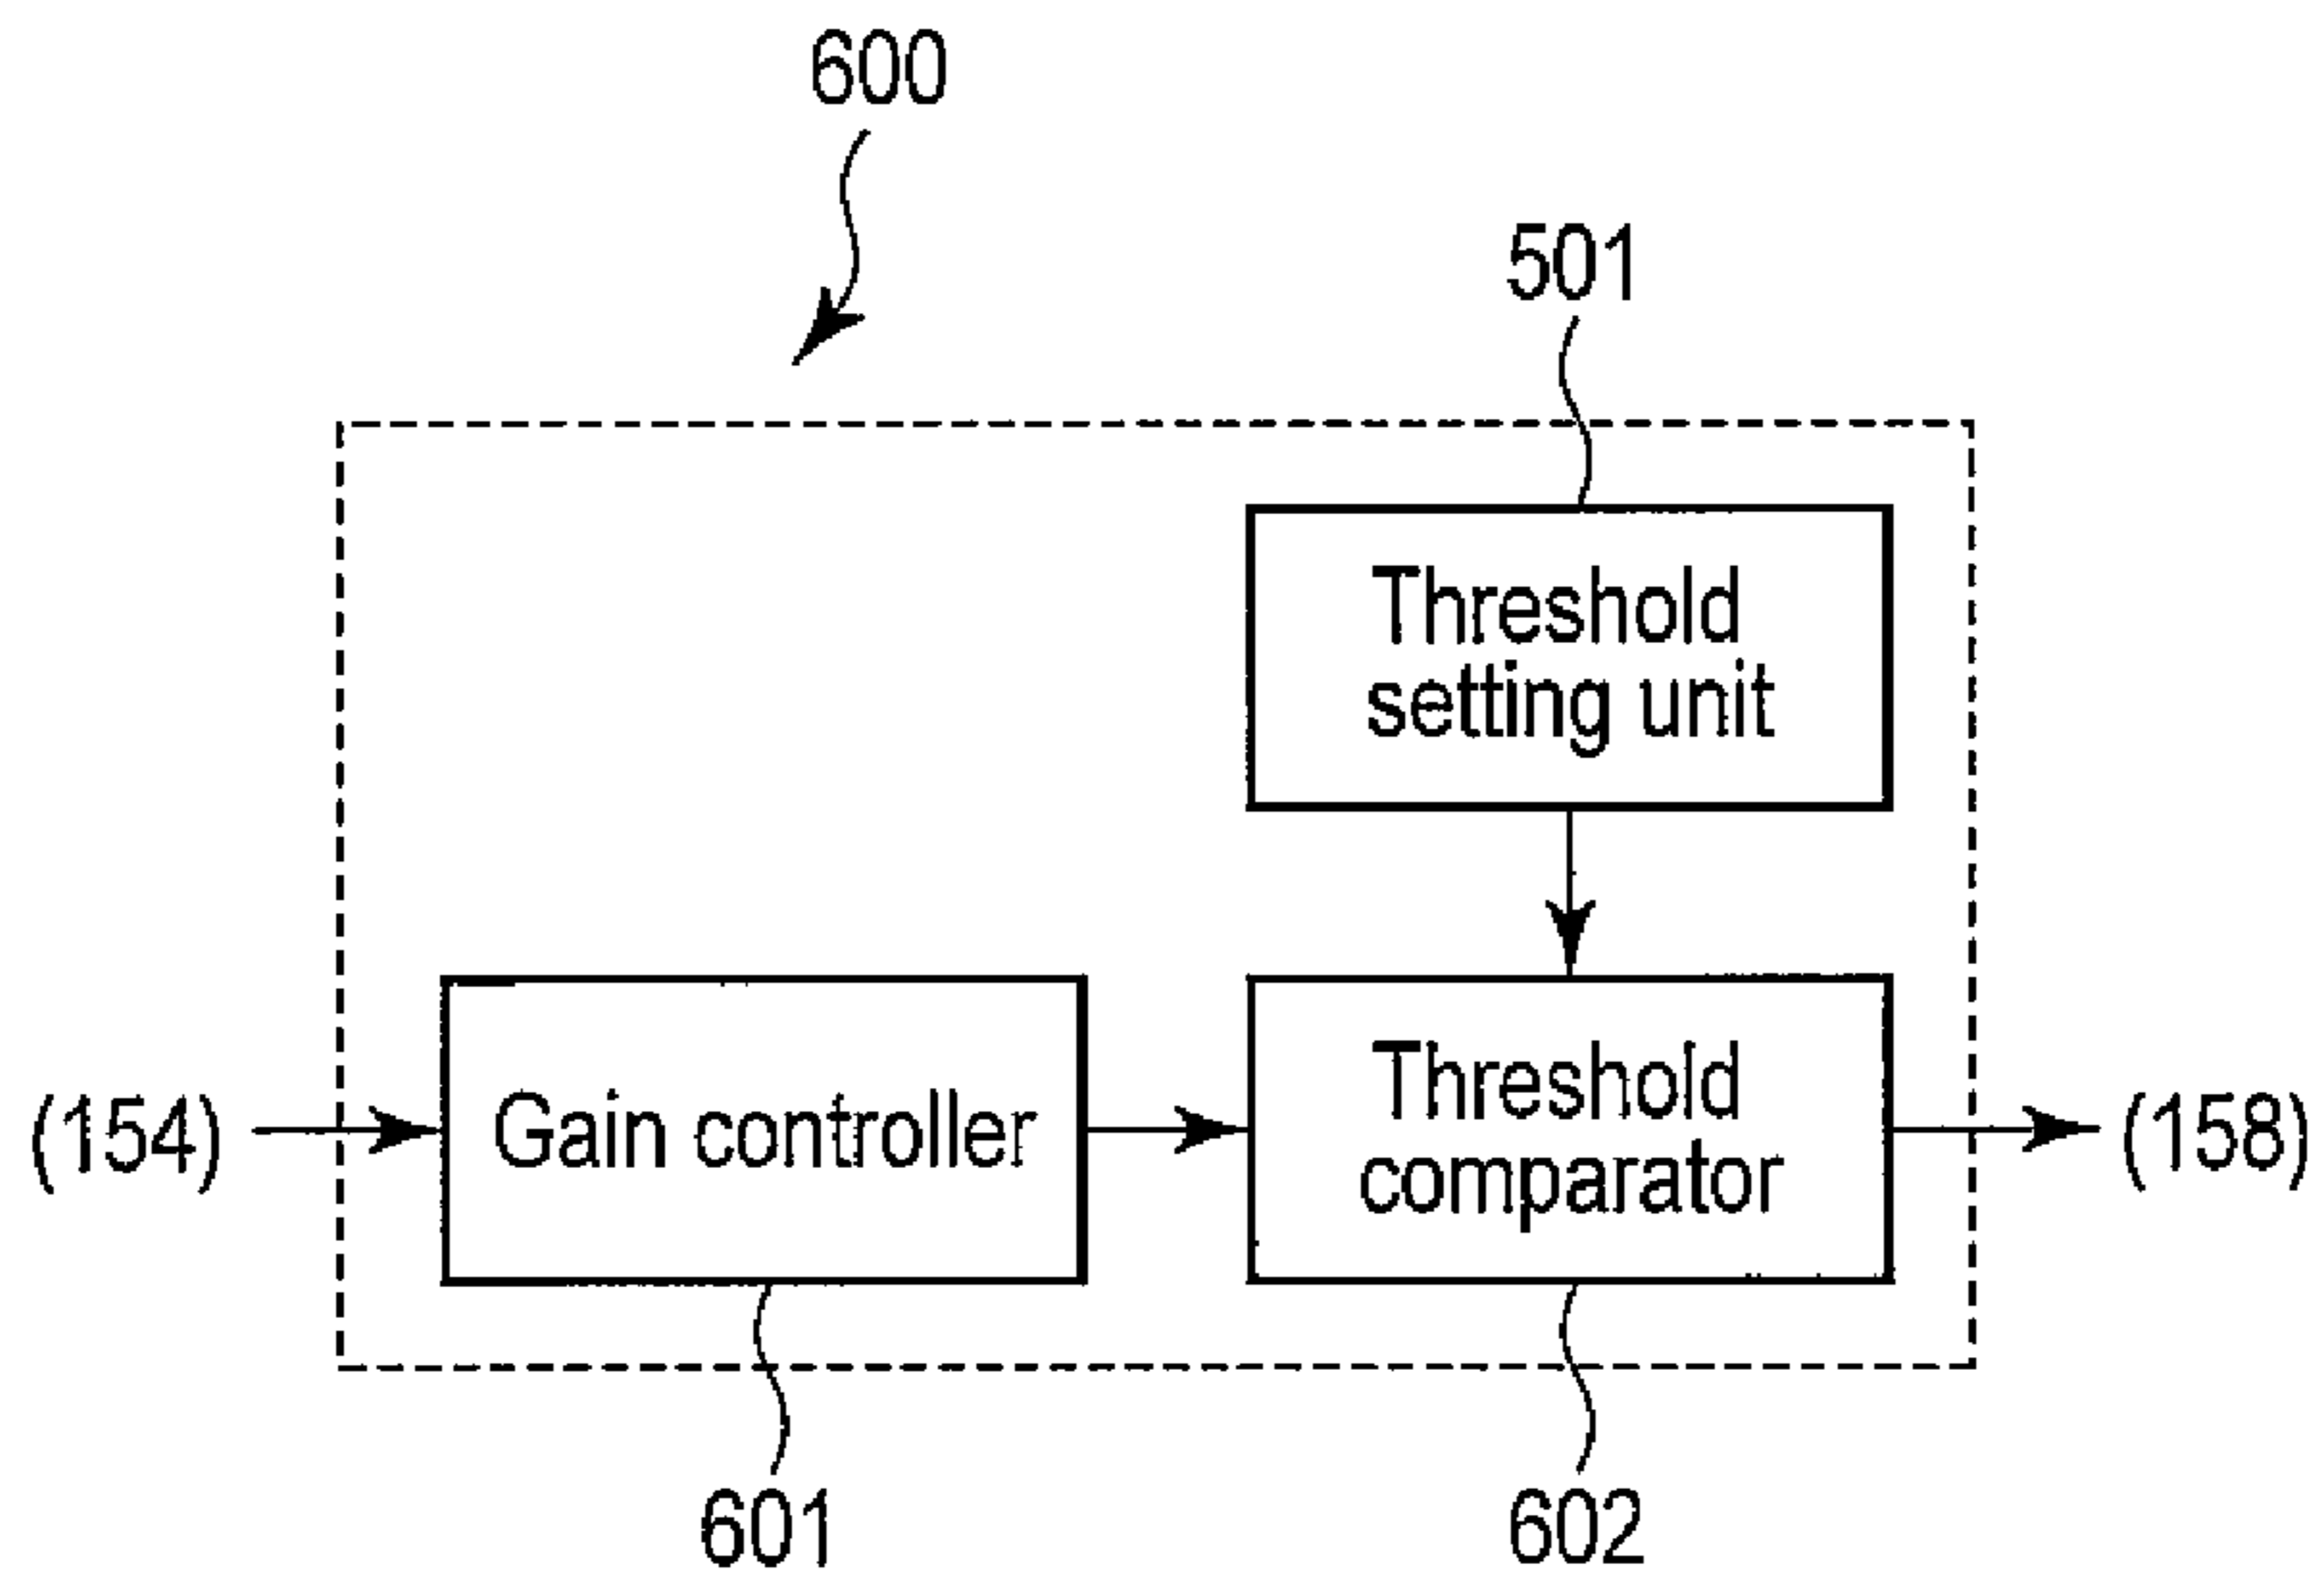 600
501
Threshold
setting unit
(154)
Gain controller
Threshold
comparator
(158)
601
602